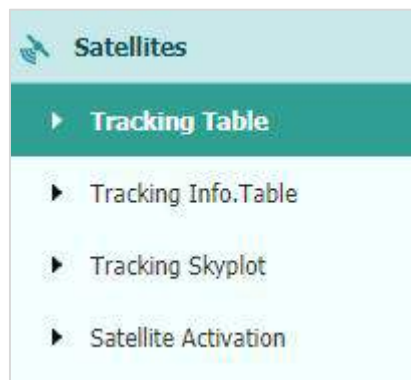 Satellites
Tracking Table
Tracking Info.Table
Tracking Skyplot
Satellite Activation